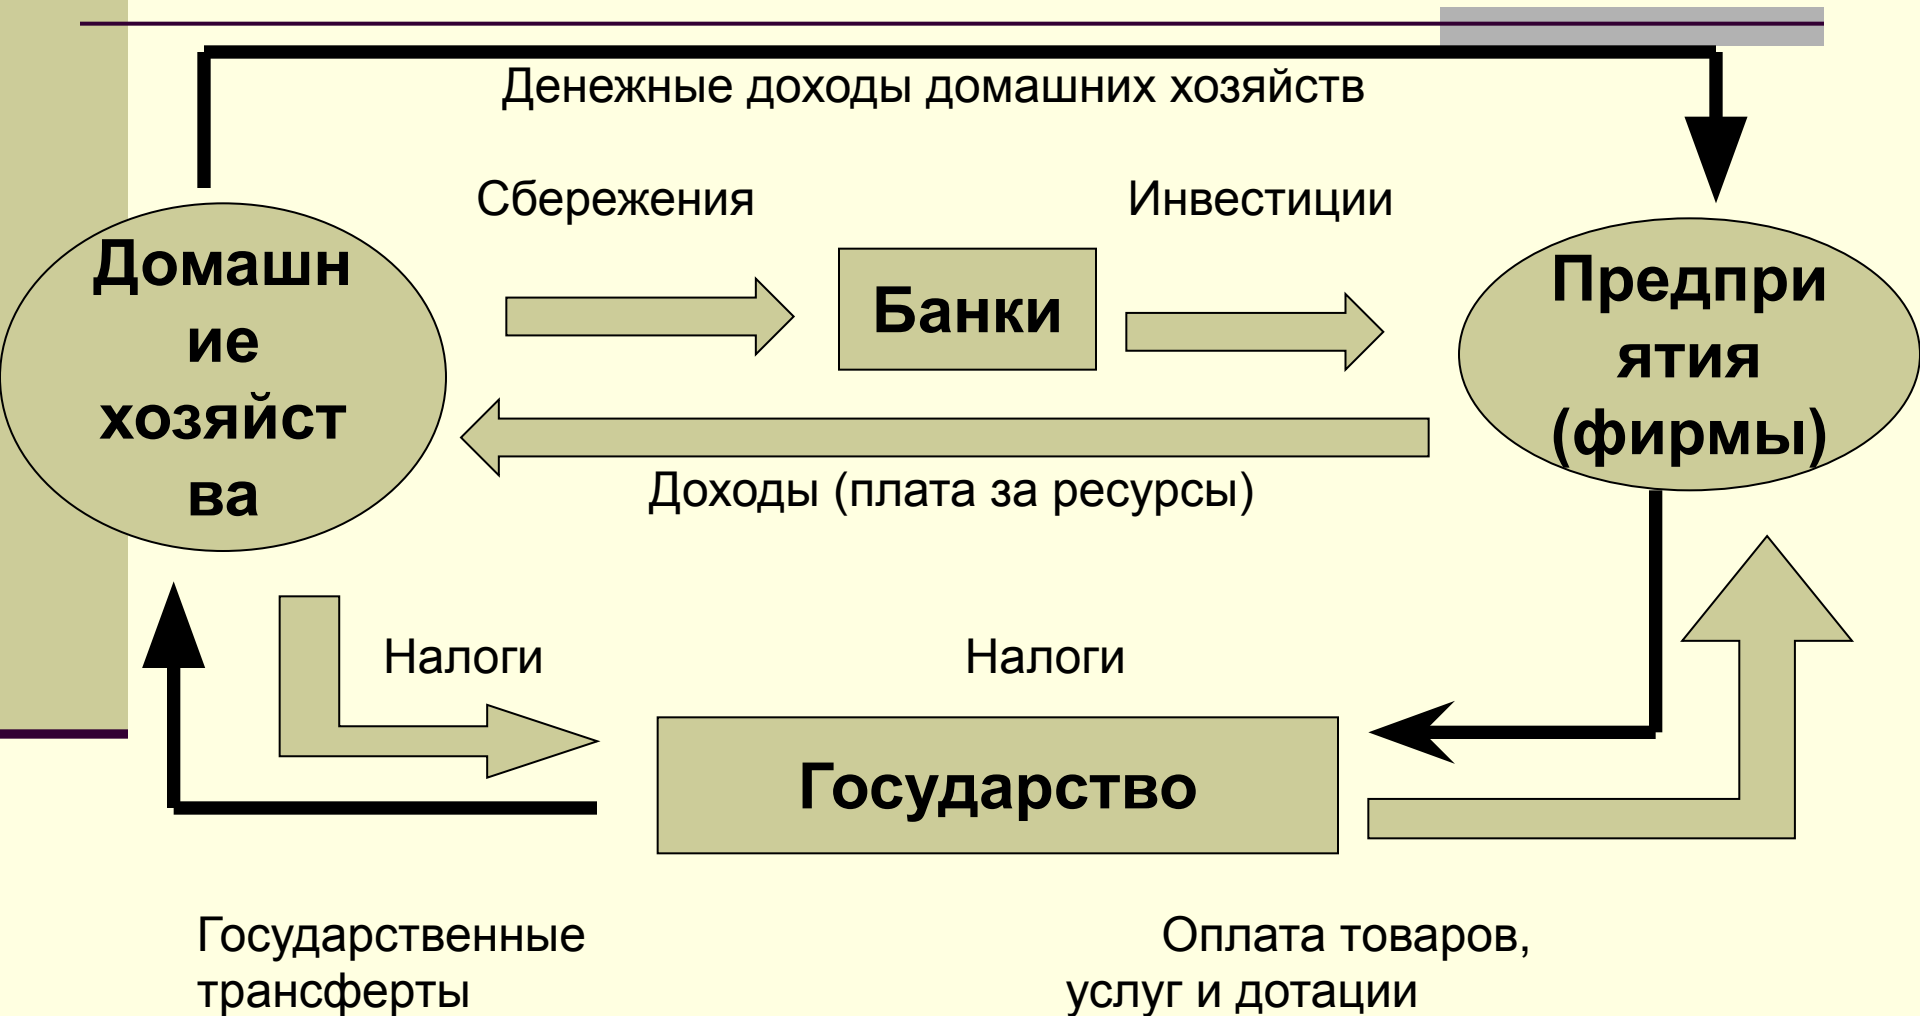 Денежные доходы домашних хозяйств
Сбережения
Инвестиции
Домашн
ие
хозяйст
ва
Банки
Предпри
ятия
(фирмы)
Доходы (плата за ресурсы)
Налоги
Налоги
Государство
Государственные
трансферты
Оплата товаров,
услуг и дотации